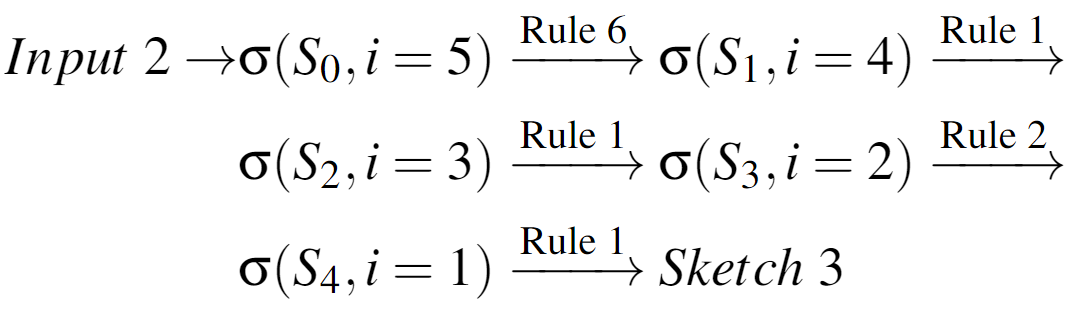 Input 2 →σ(S₀, i = 5) —Rule 6→ σ(S₁, i = 4) —Rule 1→
σ(S₂, i = 3) —Rule 1→ σ(S₃, i = 2) —Rule 2→
σ(S₄, i = 1) —Rule 1→ Sketch 3